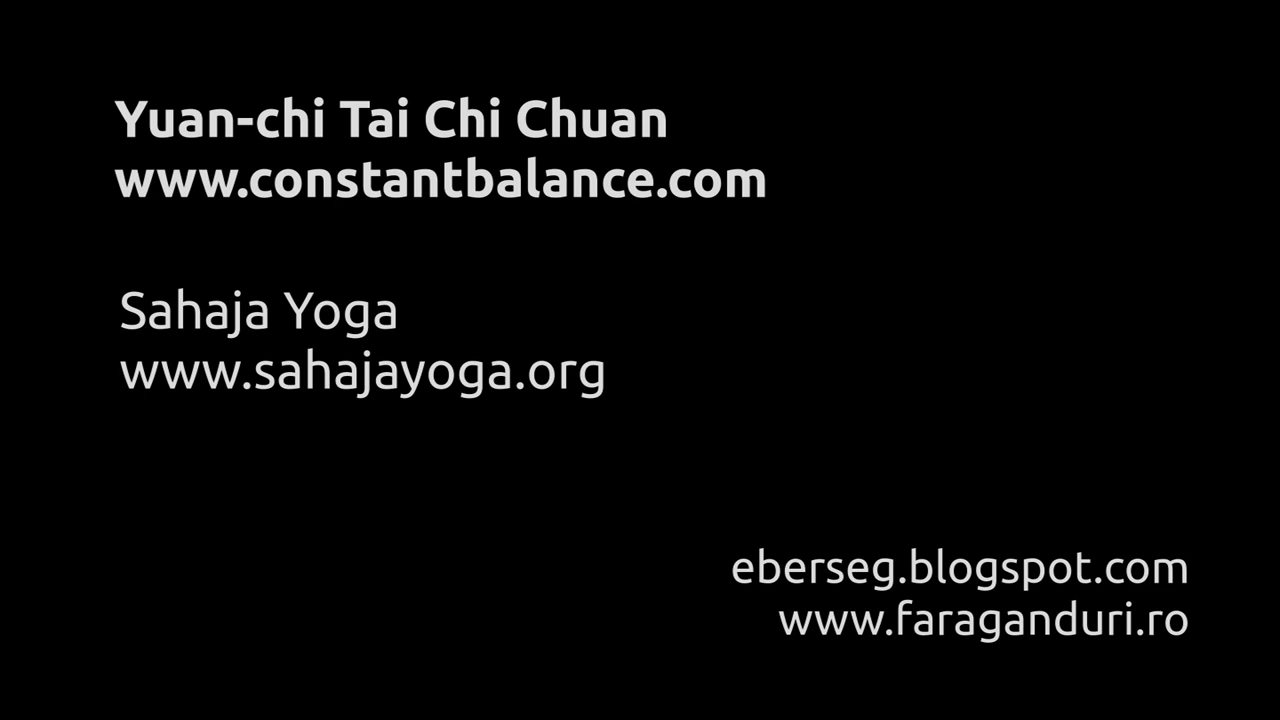 Yuan-chi Tai Chi Chuan
www.constantbalance.com
Sahaja Yoga
www.sahajayoga.org
eberseg.blogspot.com
www.faraganduri.ro